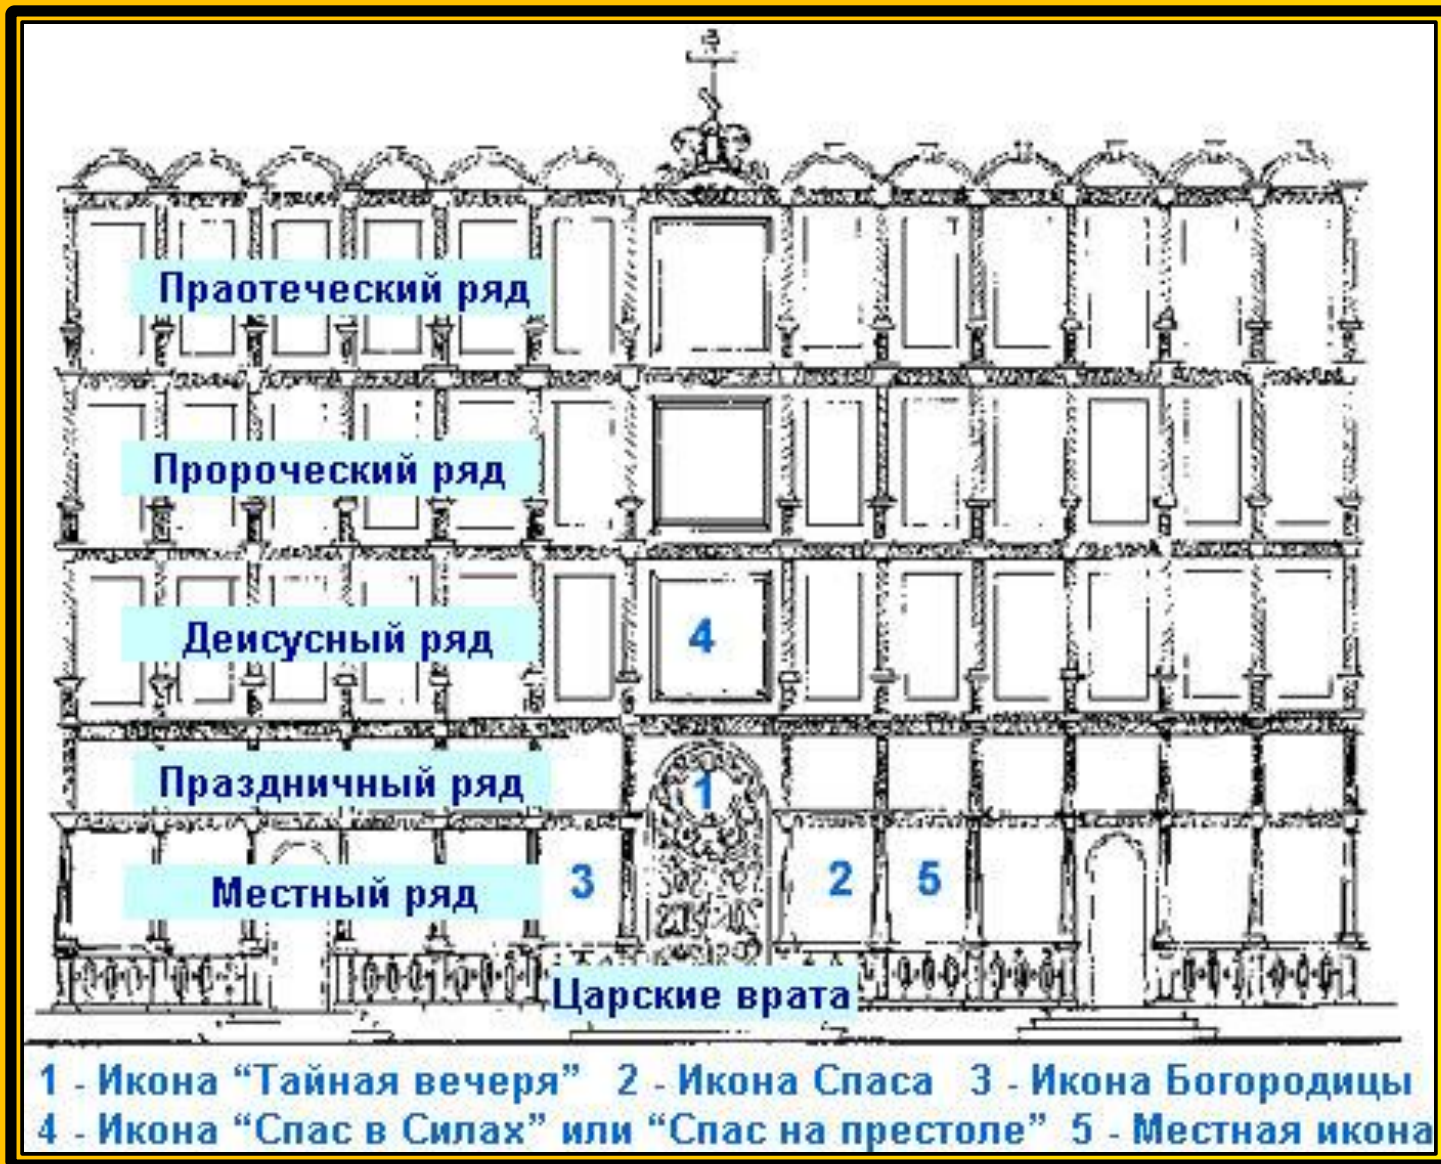 Праотеческий ряд
Пророческий ряд
Деисусный ряд
4
Праздничный ряд
1
Местный ряд
3
2
5
Царские врата
1 - Икона “Тайная вечеря” 2 - Икона Спаса 3 - Икона Богородицы
4 - Икона “Спас в Силах” или “Спас на престоле” 5 - Местная икона